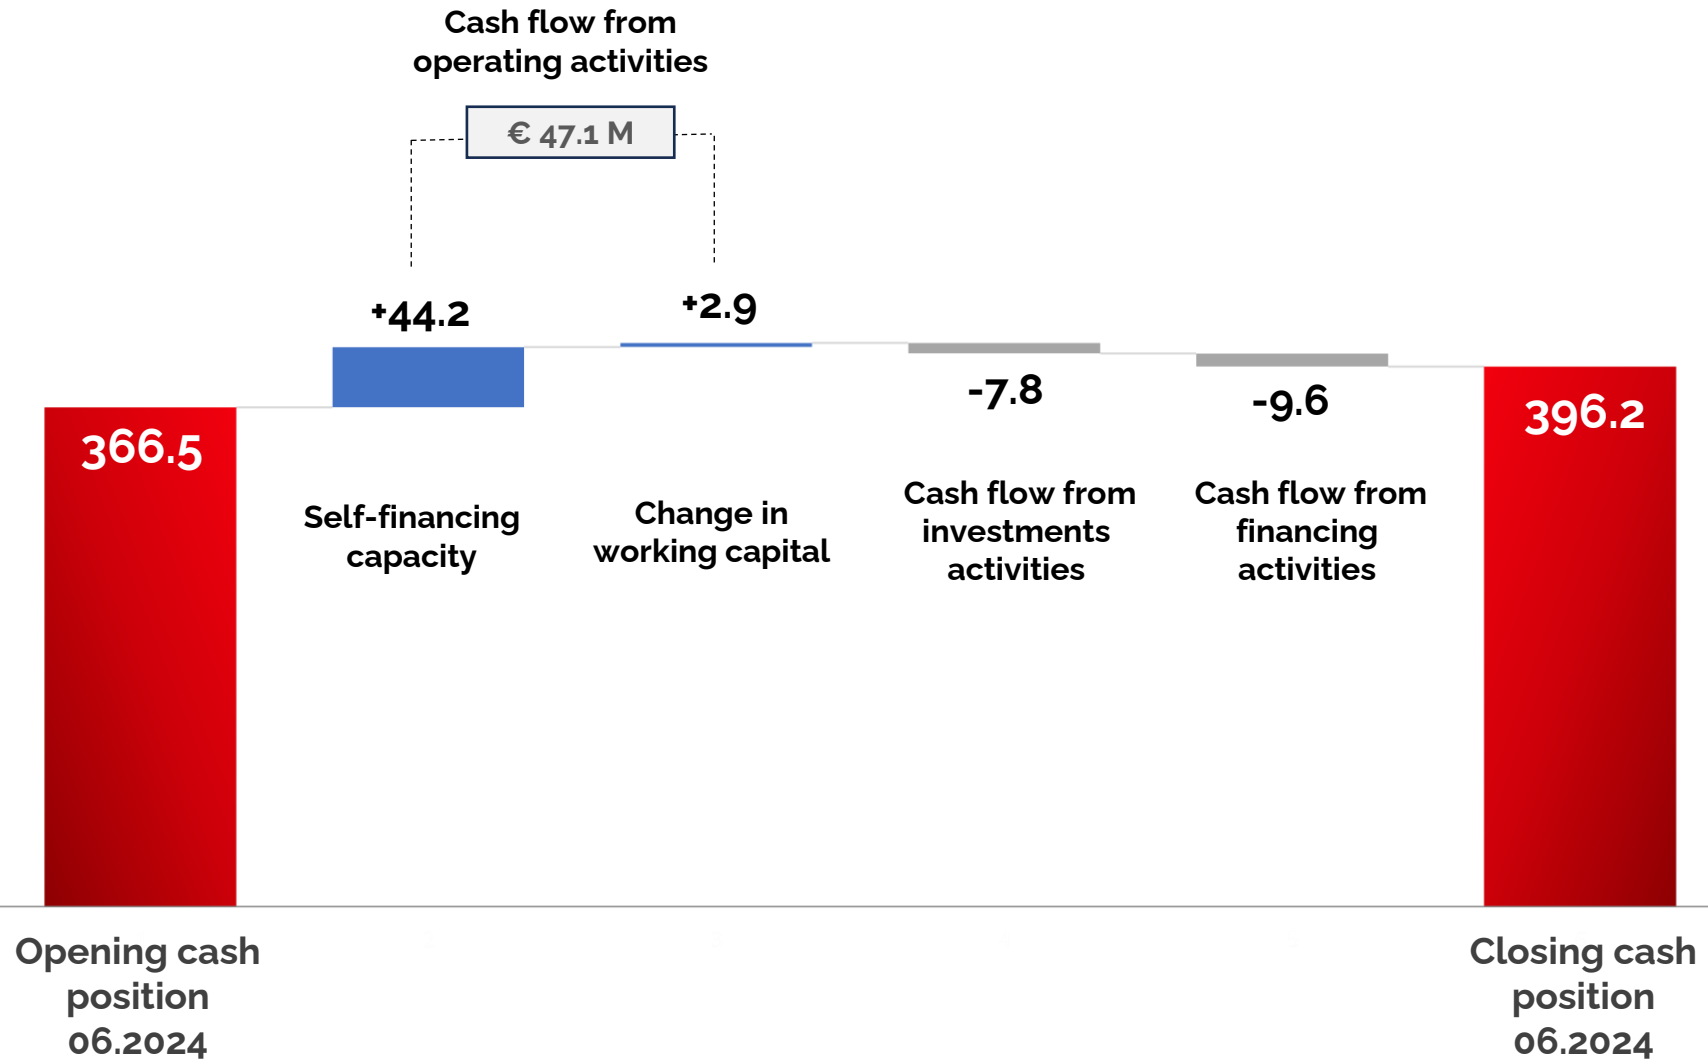 Cash flow from
operating activities
€ 47.1 M
+44.2
+2.9
-7.8
-9.6
366.5
396.2
Self-financing
capacity
Change in
working capital
Cash flow from
investments
activities
Cash flow from
financing
activities
Opening cash
position
06.2024
Closing cash
position
06.2024